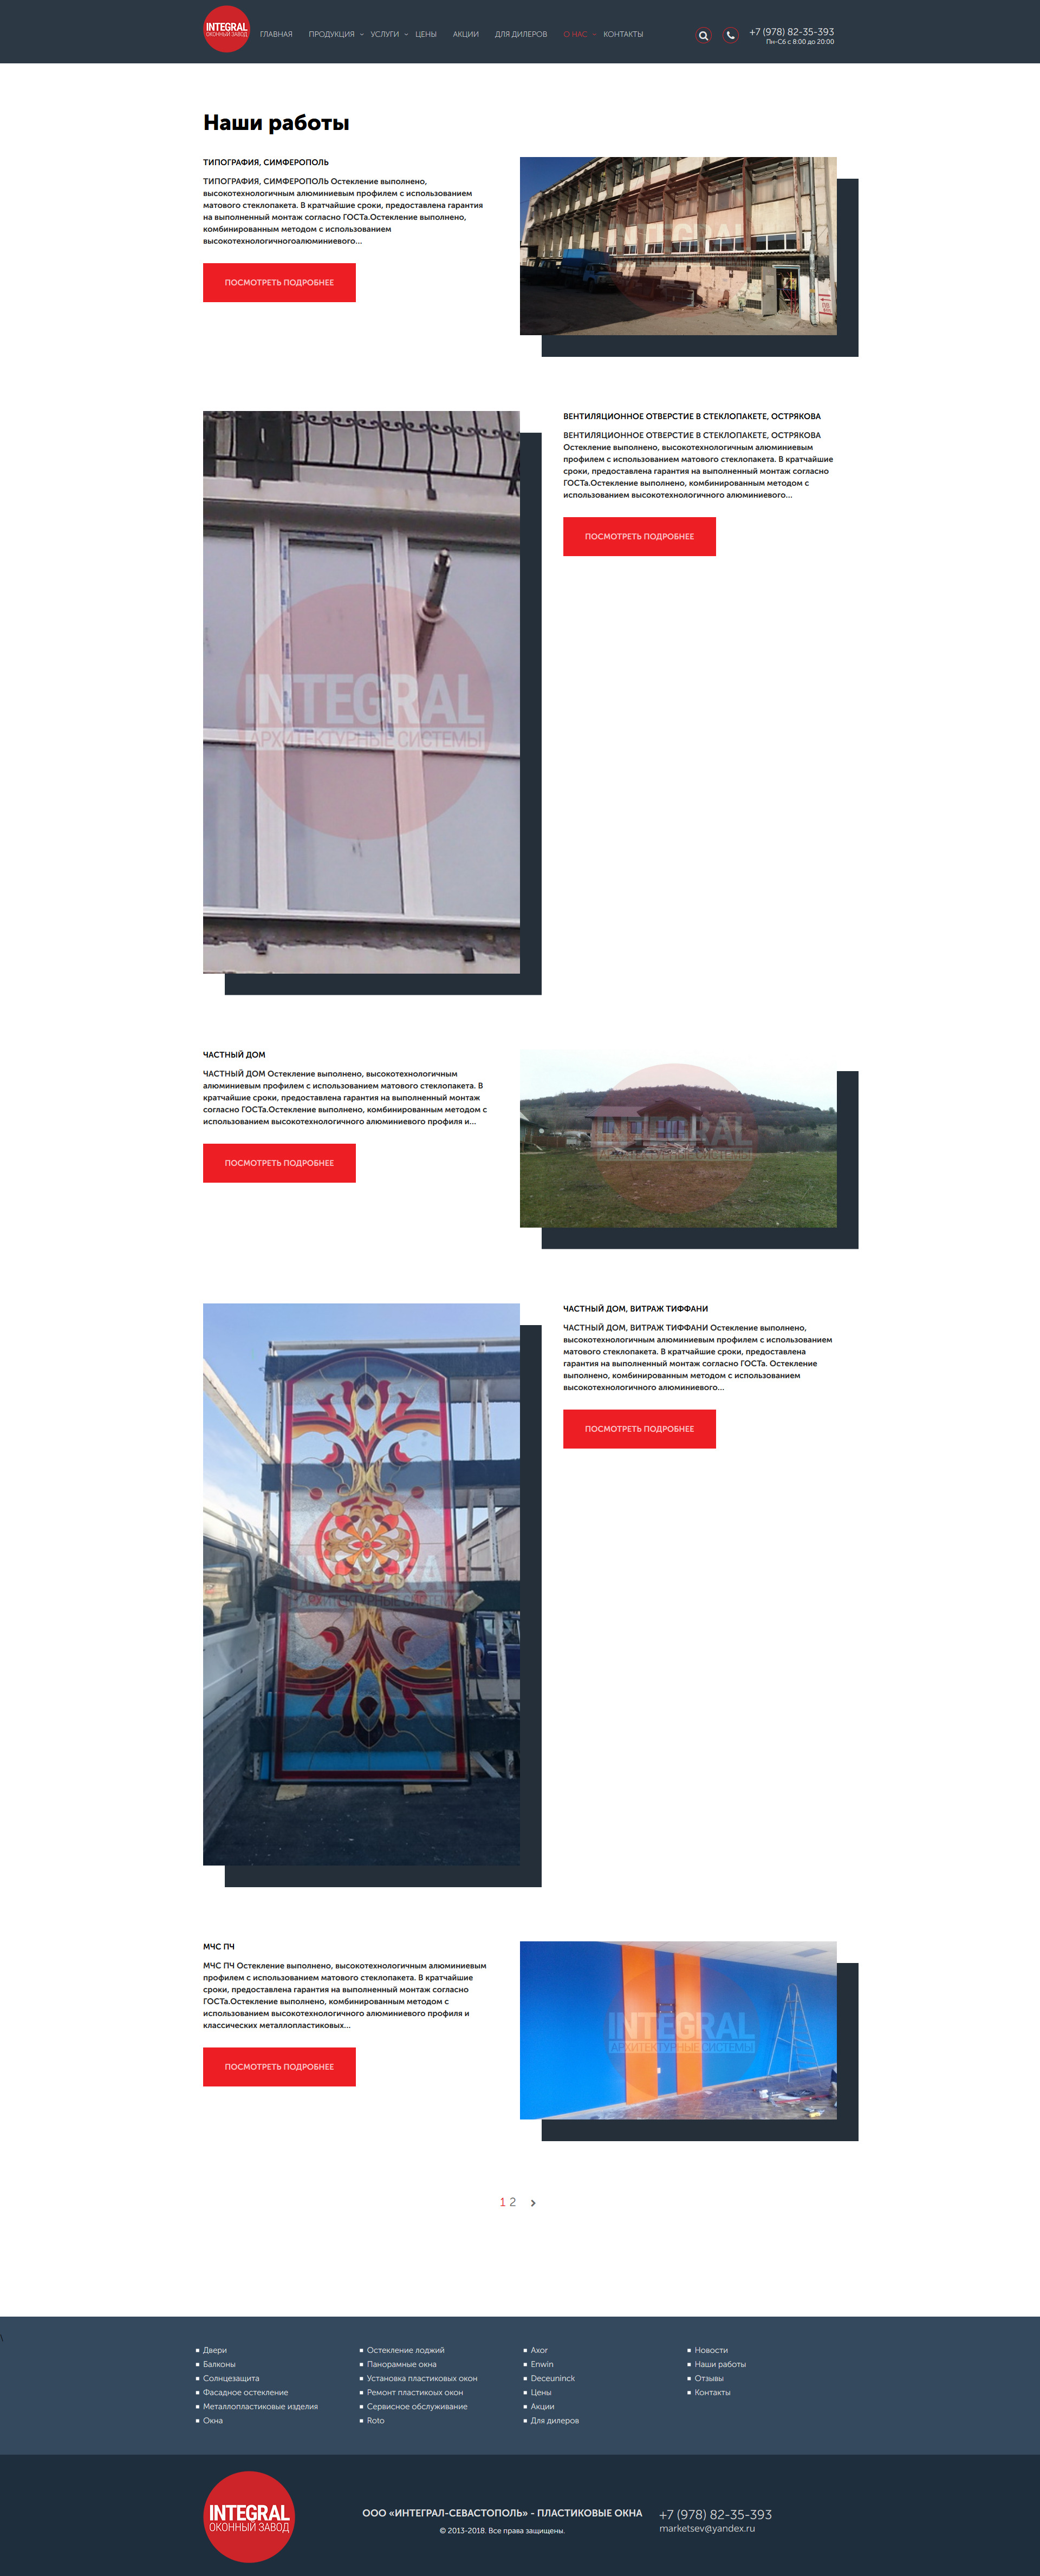 INTEGRAL
ОКОННЫЙ ЗАВОД
ГЛАВНАЯ ПРОДУКЦИЯ УСЛУГИ ЦЕНЫ АКЦИИ ДЛЯ ДИЛЕРОВ О НАС КОНТАКТЫ
+7 (978) 82-35-393
Пн-Сб с 8:00 до 20:00
Наши работы
ТИПОГРАФИЯ, СИМФЕРОПОЛЬ
ТИПОГРАФИЯ, СИМФЕРОПОЛЬ Остекление выполнено,
высокотехнологичным алюминиевым профилем с использованием
матового стеклопакета. В кратчайшие сроки, предоставлена гарантия
на выполненный монтаж согласно ГОСТа.Остекление выполнено,
комбинированным методом с использованием
высокотехнологичногоалюминиевого...
ПОСМОТРЕТЬ ПОДРОБНЕЕ
INTEGRAL
ВЕНТИЛЯЦИОННОЕ ОТВЕРСТИЕ В СТЕКЛОПАКЕТЕ, ОСТРЯКОВА
ВЕНТИЛЯЦИОННОЕ ОТВЕРСТИЕ В СТЕКЛОПАКЕТЕ, ОСТРЯКОВА
Остекление выполнено, высокотехнологичным алюминиевым
профилем с использованием матового стеклопакета. В кратчайшие
сроки, предоставлена гарантия на выполненный монтаж согласно
ГОСТа.Остекление выполнено, комбинированным методом с
использованием высокотехнологичного алюминиевого...
ПОСМОТРЕТЬ ПОДРОБНЕЕ
INTEGRAL
АРХИТЕКТУРНЫЕ СИСТЕМЫ
ЧАСТНЫЙ ДОМ
ЧАСТНЫЙ ДОМ Остекление выполнено, высокотехнологичным
алюминиевым профилем с использованием матового стеклопакета. В
кратчайшие сроки, предоставлена гарантия на выполненный монтаж
согласно ГОСТа.Остекление выполнено, комбинированным методом с
использованием высокотехнологичного алюминиевого профиля и...
ПОСМОТРЕТЬ ПОДРОБНЕЕ
INTEGRAL
АРХИТЕКТУРНЫЕ СИСТЕМЫ
ЧАСТНЫЙ ДОМ, ВИТРАЖ ТИФФАНИ
ЧАСТНЫЙ ДОМ, ВИТРАЖ ТИФФАНИ Остекление выполнено,
высокотехнологичным алюминиевым профилем с использованием
матового стеклопакета. В кратчайшие сроки, предоставлена
гарантия на выполненный монтаж согласно ГОСТа. Остекление
выполнено, комбинированным методом с использованием
высокотехнологичного алюминиевого...
ПОСМОТРЕТЬ ПОДРОБНЕЕ
INTEGRAL
АРХИТЕКТУРНЫЕ СИСТЕМЫ
МЧС ПЧ
МЧС ПЧ Остекление выполнено, высокотехнологичным алюминиевым
профилем с использованием матового стеклопакета. В кратчайшие
сроки, предоставлена гарантия на выполненный монтаж согласно
ГОСТа.Остекление выполнено, комбинированным методом с
использованием высокотехнологичного алюминиевого профиля и
классических металлопластиковых...
ПОСМОТРЕТЬ ПОДРОБНЕЕ
INTEGRAL
АРХИТЕКТУРНЫЕ СИСТЕМЫ
1 2
\
Двери
Балконы
Солнцезащита
Фасадное остекление
Металлопластиковые изделия
Окна
Остекление лоджий
Панорамные окна
Установка пластиковых окон
Ремонт пластикоых окон
Сервисное обслуживание
Roto
Axor
Enwin
Deceuninck
Цены
Акции
Для дилеров
Новости
Наши работы
Отзывы
Контакты
INTEGRAL
ОКОННЫЙ ЗАВОД
ООО «ИНТЕГРАЛ-СЕВАСТОПОЛЬ» - ПЛАСТИКОВЫЕ ОКНА
© 2013-2018. Все права защищены.
+7 (978) 82-35-393
marketsev@yandex.ru